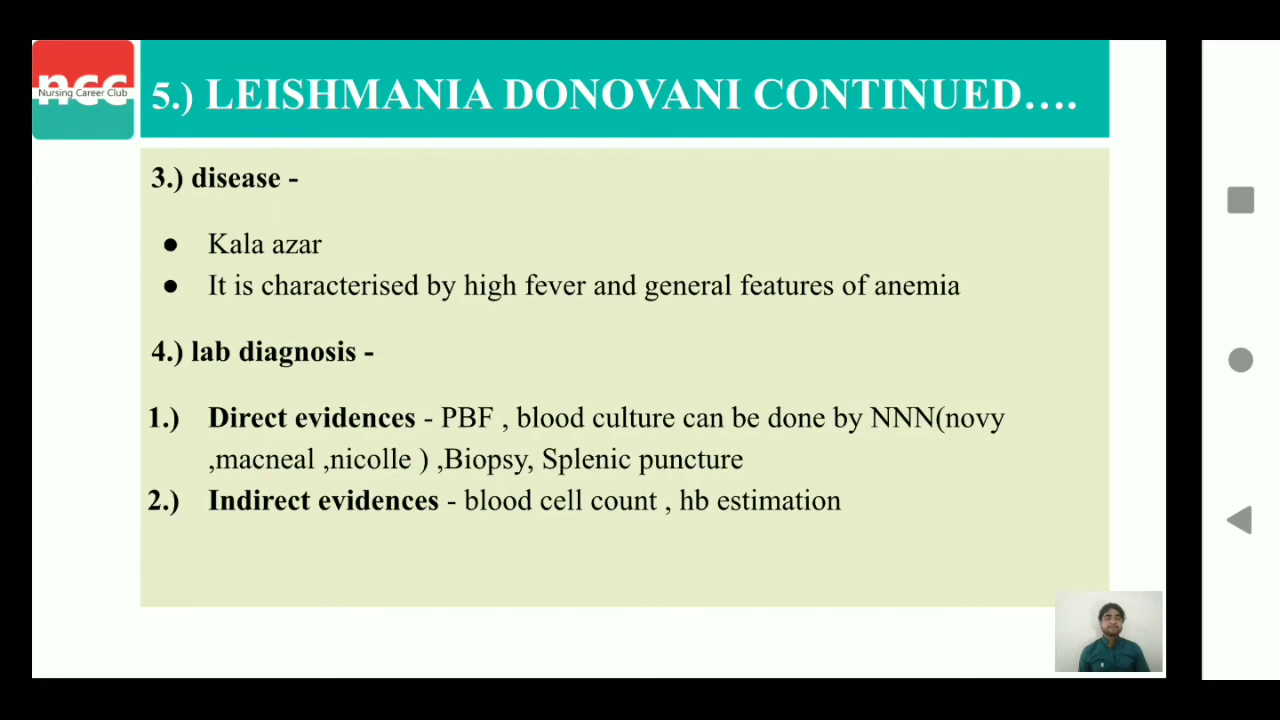 ncc
Nursing Career Club
5.) LEISHMANIA DONOVANI CONTINUED....
3.) disease -
● Kala azar
● It is characterised by high fever and general features of anemia
4.) lab diagnosis -
1.) Direct evidences - PBF , blood culture can be done by NNN(novy
,macneal ,nicolle ) ,Biopsy, Splenic puncture
2.) Indirect evidences - blood cell count , hb estimation